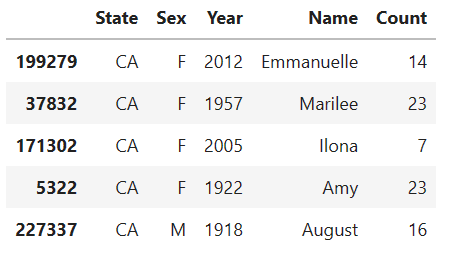 State Sex Year Name Count
199279 CA F 2012 Emmanuelle 14
37832 CA F 1957 Marilee 23
171302 CA F 2005 Ilona 7
5322 CA F 1922 Amy 23
227337 CA M 1918 August 16